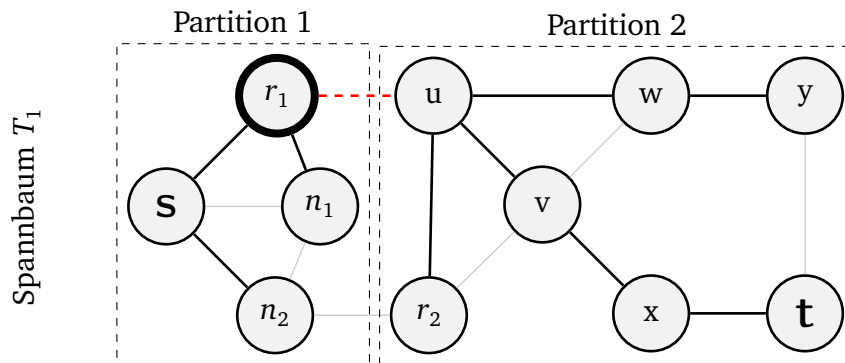 Partition 1
Partition 2
Spannbaum T₁
r₁
u
w
y
s
n₁
v
n₂
r₂
x
t